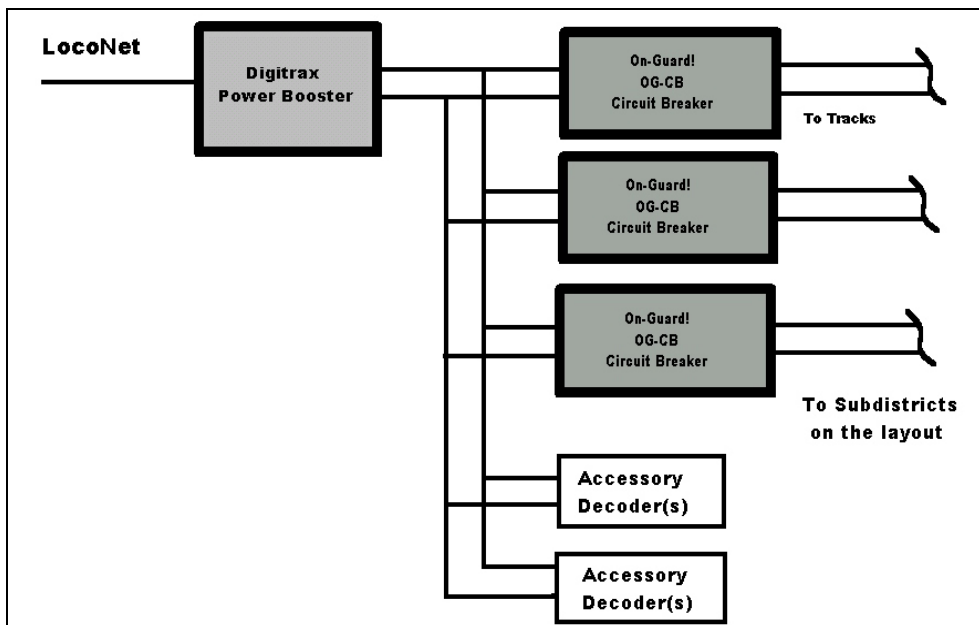 LocoNet
Digitrax
Power Booster
On-Guard!
OG-CB
Circuit Breaker
To Tracks
On-Guard!
OG-CB
Circuit Breaker
On-Guard!
OG-CB
Circuit Breaker
To Subdistricts
on the layout
Accessory
Decoder(s)
Accessory
Decoder(s)